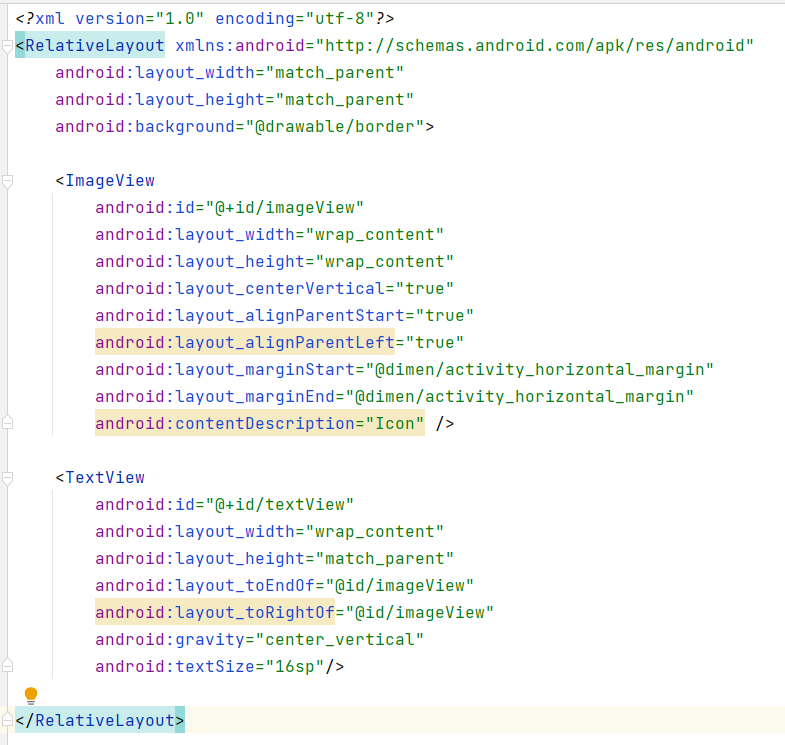 <?xml version="1.0" encoding="utf-8"?>
<RelativeLayout xmlns:android="http://schemas.android.com/apk/res/android"
    android:layout_width="match_parent"
    android:layout_height="match_parent"
    android:background="@drawable/border">

    <ImageView
        android:id="@+id/imageView"
        android:layout_width="wrap_content"
        android:layout_height="wrap_content"
        android:layout_centerVertical="true"
        android:layout_alignParentStart="true"
        android:layout_alignParentLeft="true"
        android:layout_marginStart="@dimen/activity_horizontal_margin"
        android:layout_marginEnd="@dimen/activity_horizontal_margin"
        android:contentDescription="Icon" />

    <TextView
        android:id="@+id/textView"
        android:layout_width="wrap_content"
        android:layout_height="match_parent"
        android:layout_toEndOf="@id/imageView"
        android:layout_toRightOf="@id/imageView"
        android:gravity="center_vertical"
        android:textSize="16sp"/>

</RelativeLayout>